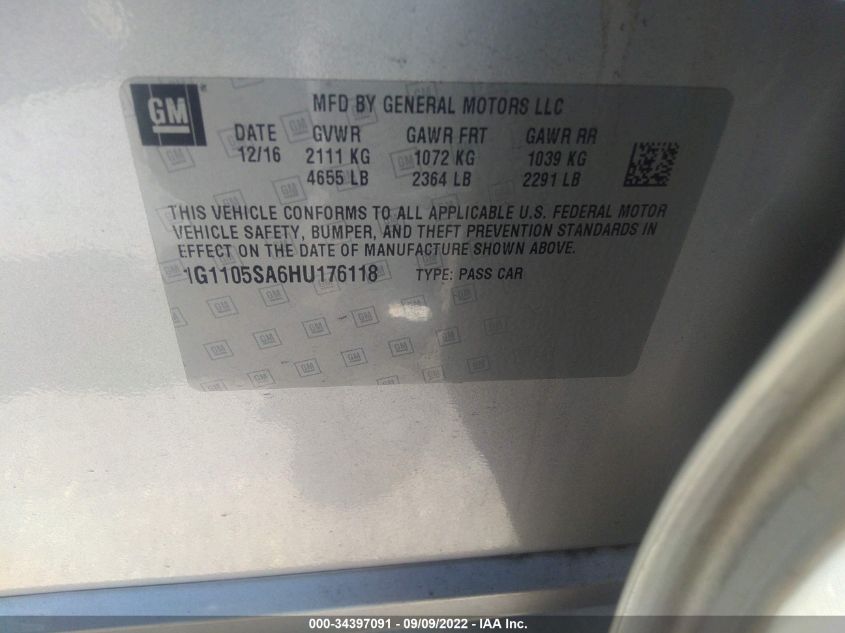 GM
MFD BY GENERAL MOTORS LLC
DATE GVWR GAWR FRT GAWR RR
12/16 2111 KG 1072 KG 1039 KG
4655 LB 2364 LB 2291 LB
THIS VEHICLE CONFORMS TO ALL APPLICABLE U.S. FEDERAL MOTOR
VEHICLE SAFETY, BUMPER, AND THEFT PREVENTION STANDARDS IN
EFFECT ON THE DATE OF MANUFACTURE SHOWN ABOVE.
1G1105SA6HU176118 TYPE: PASS CAR
000-34397091 - 09/09/2022 - © IAA Inc.